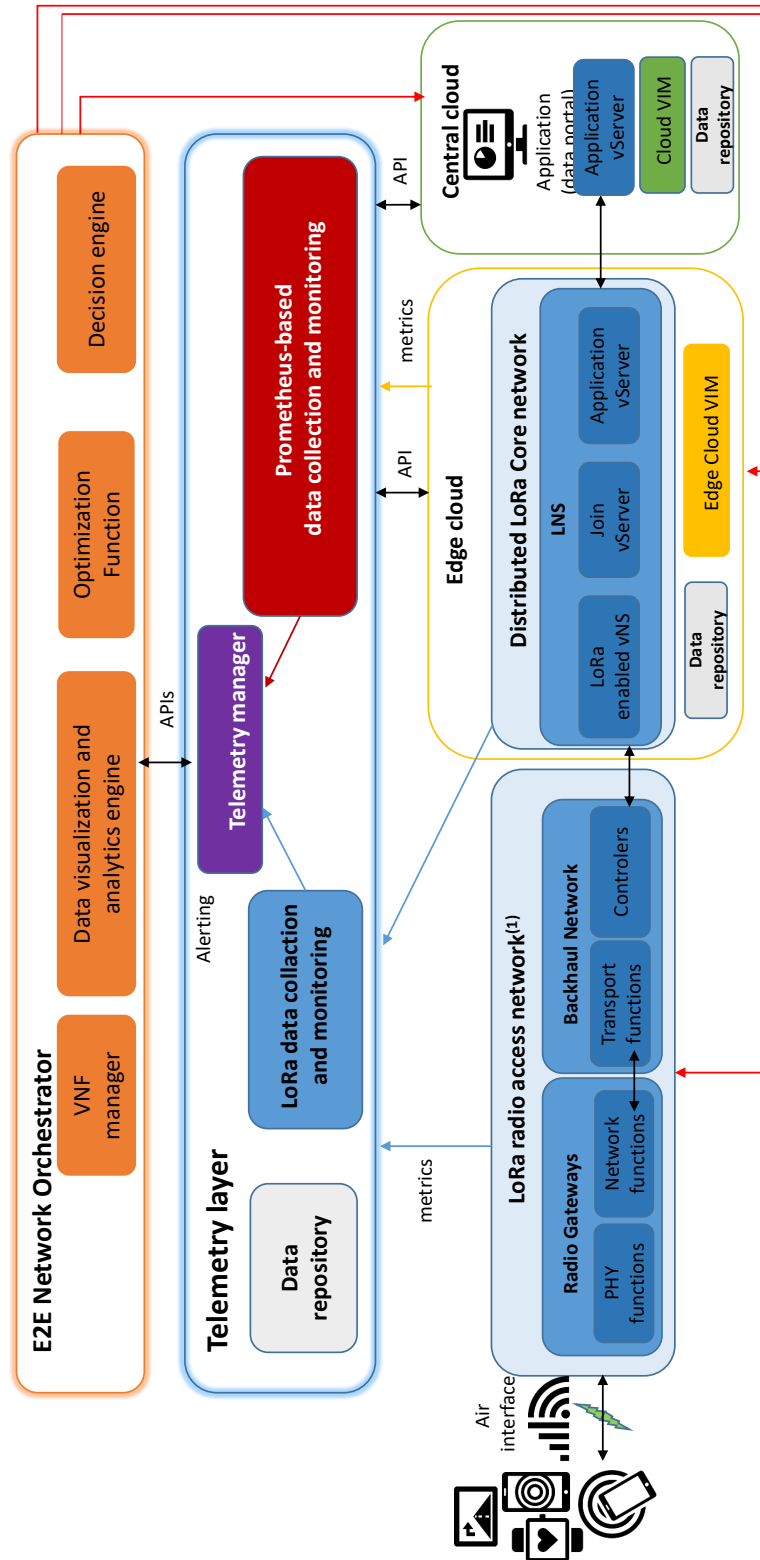 E2E Network Orchestrator
VNF
manager
Data visualization and
analytics engine
Optimization
Function
Decision engine
APIs
Telemetry layer
Alerting
Telemetry manager
Data
repository
LoRa data collaction
and monitoring
Prometheus-based
data collection and monitoring
metrics
API
metrics
API
Air
interface
LoRa radio access network(1)
Radio Gateways
PHY
functions
Network
functions
Backhaul Network
Transport
functions
Controlers
Edge cloud
Distributed LoRa Core network
LNS
LoRa
enabled vNS
Join
vServer
Application
vServer
Data
repository
Edge Cloud VIM
Central cloud
Application
(data portal)
Application
vServer
Cloud VIM
Data
repository